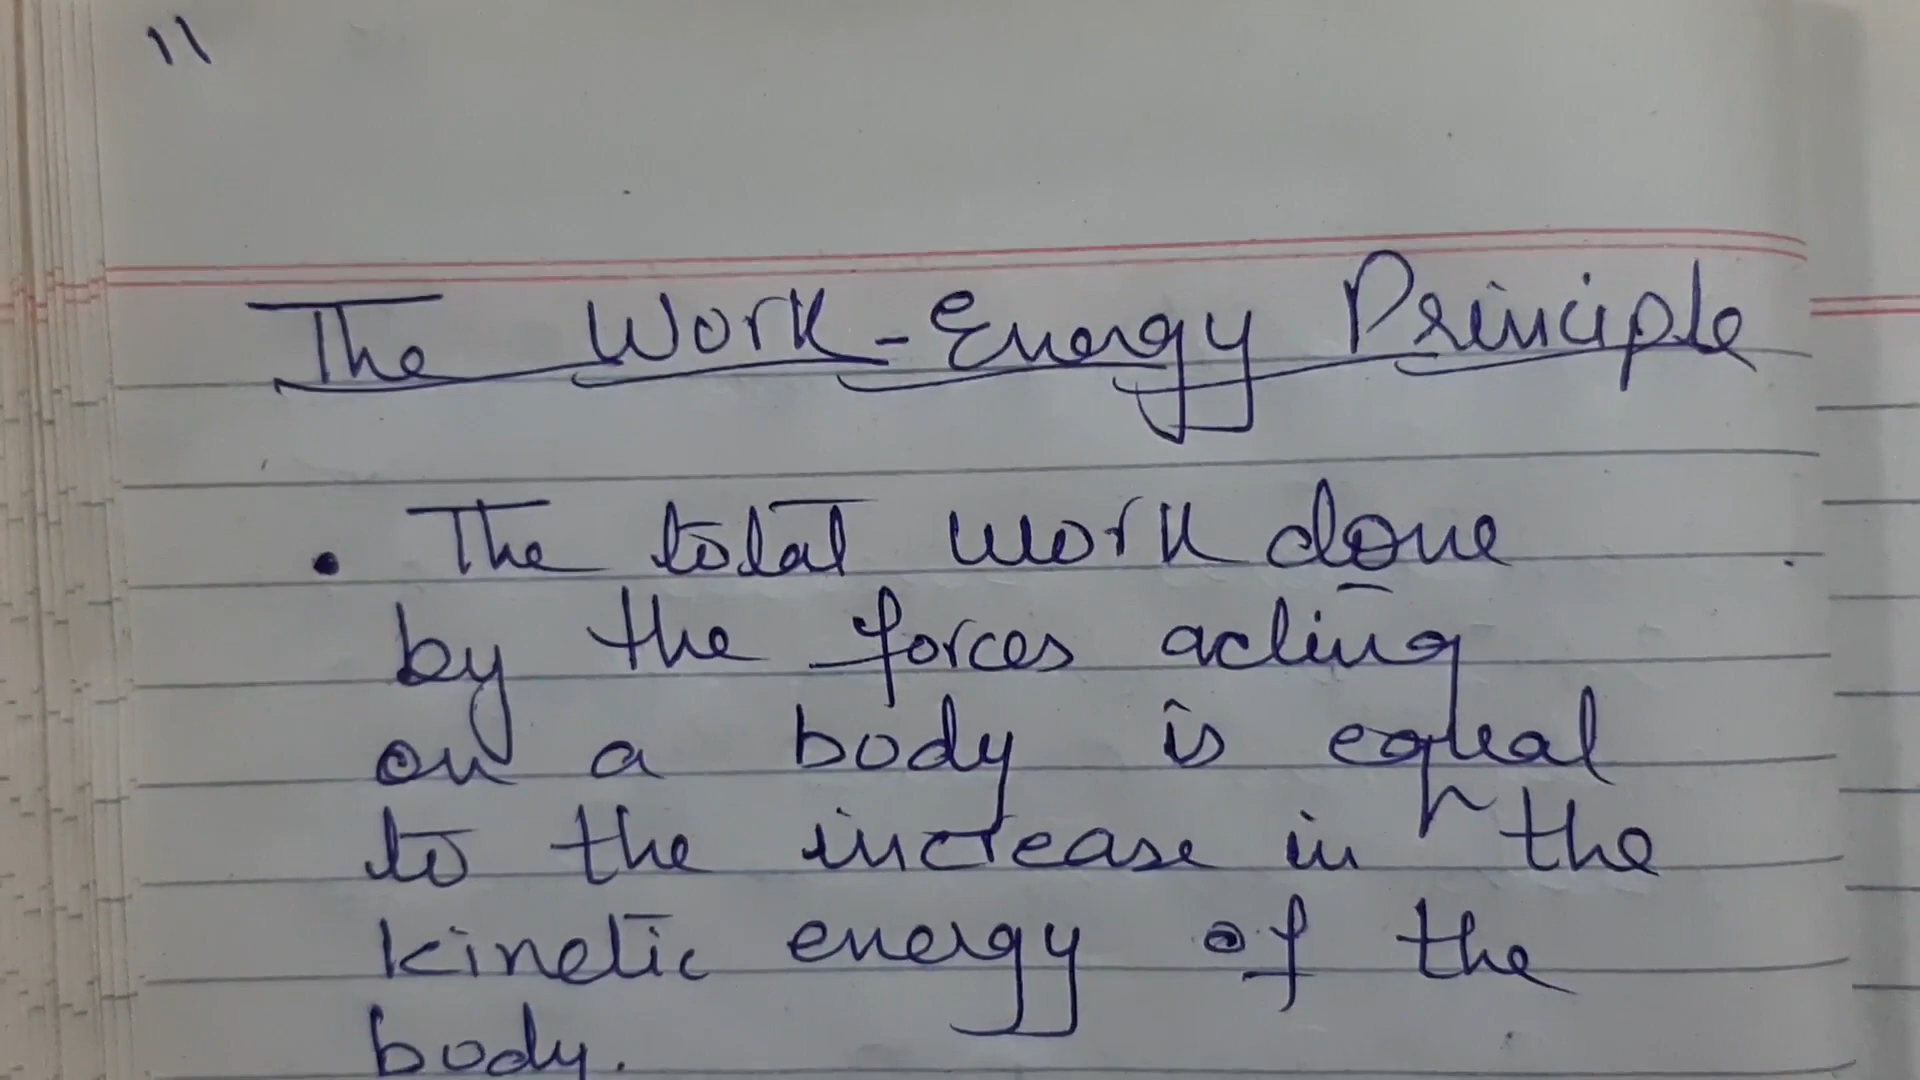 11
The Work-Energy Principle
• The total work done
by the forces acting
on a body is equal
to the increase in the
kinetic energy of the
body.